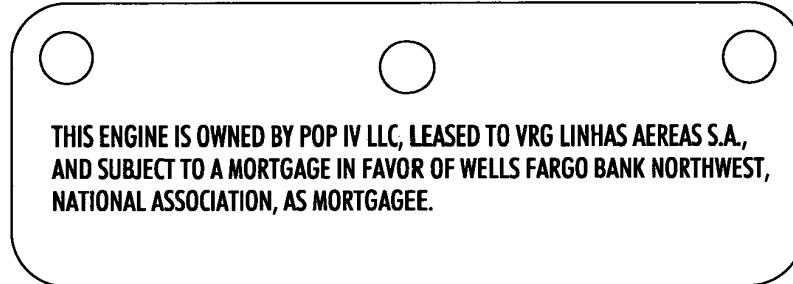 THIS ENGINE IS OWNED BY POP IV LLC, LEASED TO VRG LINHAS AEREAS S.A.,
AND SUBJECT TO A MORTGAGE IN FAVOR OF WELLS FARGO BANK NORTHWEST,
NATIONAL ASSOCIATION, AS MORTGAGEE.